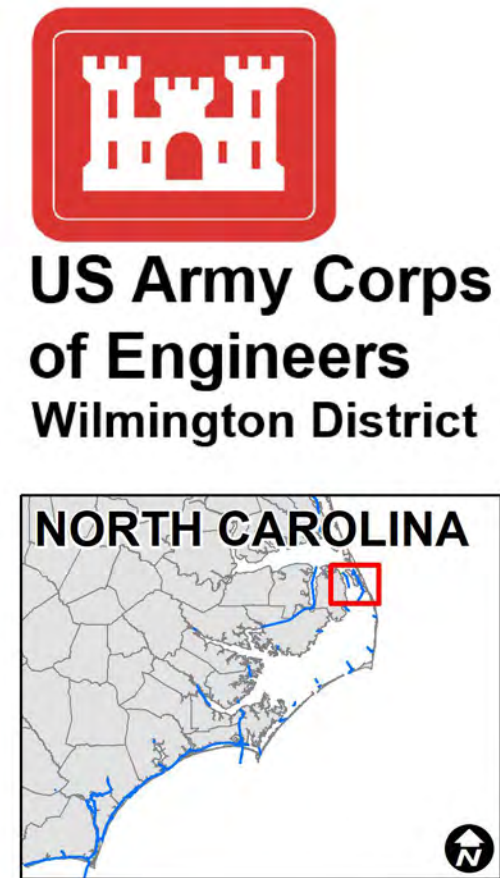 US Army Corps
of Engineers
Wilmington District
NORTH CAROLINA
N